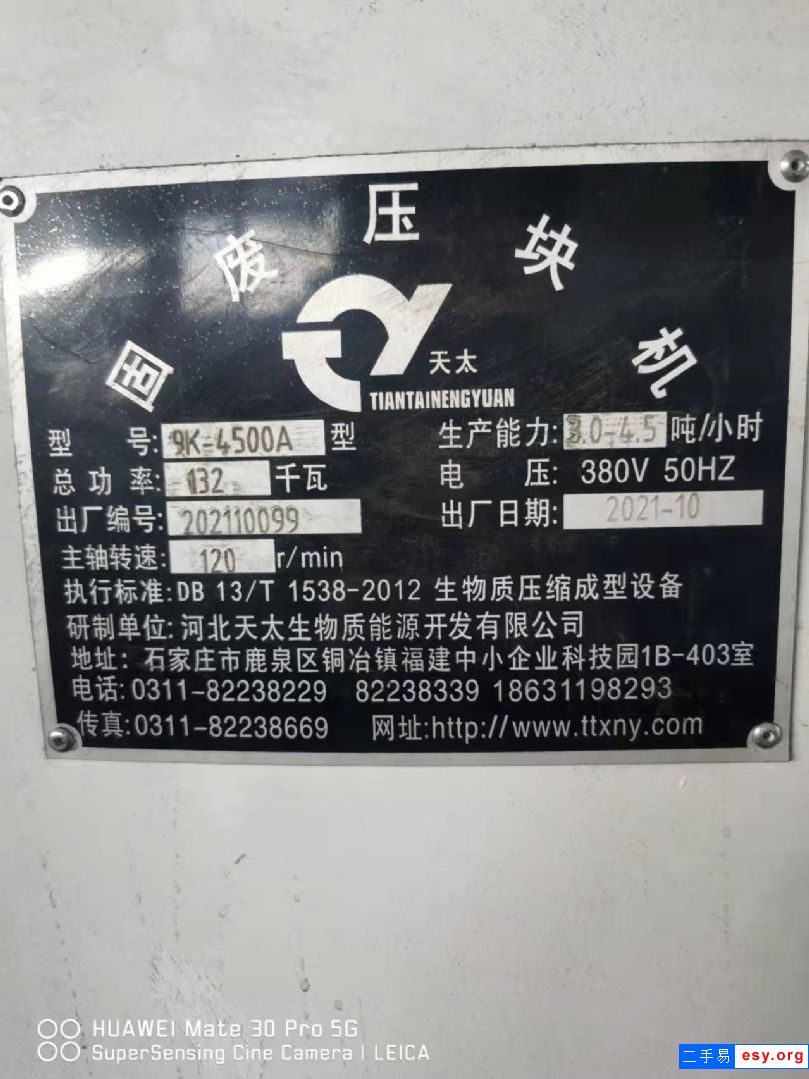 固废压块机
天太
TIANTAINENGYUAN
型 号: 9K-4500A 型 生产能力: 3.0-4.5 吨/小时
总功率: 132 千瓦 电 压: 380V 50HZ
出厂编号: 202110099 出厂日期: 2021-10
主轴转速: 120 r/min
执行标准: DB 13/T 1538-2012 生物质压缩成型设备
研制单位: 河北天太生物质能源开发有限公司
地址: 石家庄市鹿泉区铜冶镇福建中小企业科技园1B-403室
电话: 0311-82238229 82238339 18631198293
传真: 0311-82238669 网址: http://www.ttxny.com
HUAWEI Mate 30 Pro 5G
SuperSensing Cine Camera | LEICA
二手易 esy.org